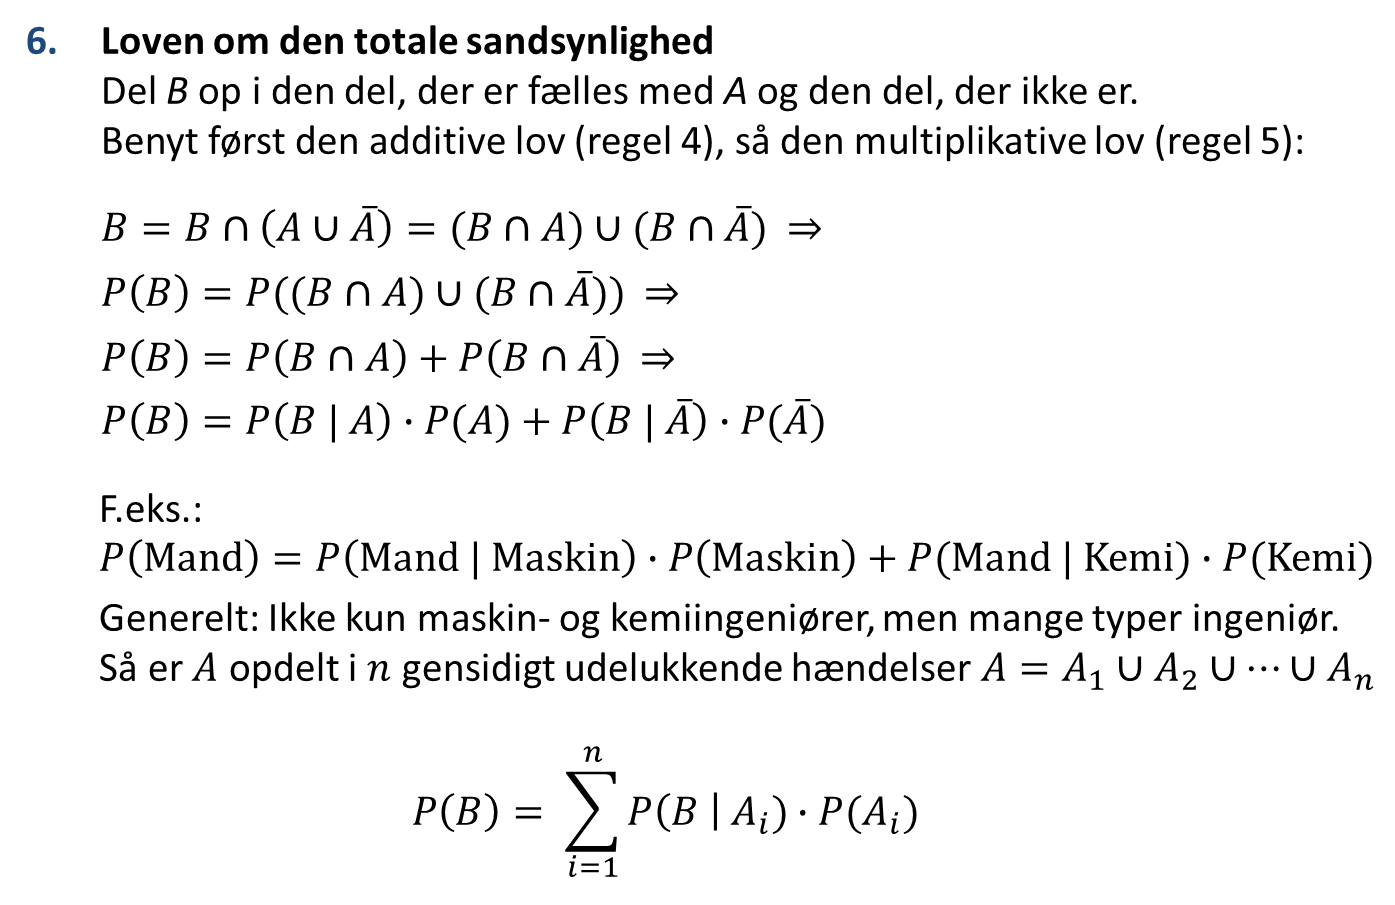 6. Loven om den totale sandsynlighed
Del B op i den del, der er fælles med A og den del, der ikke er.
Benyt først den additive lov (regel 4), så den multiplikative lov (regel 5):
B = B ∩ (A ∪ Ā) = (B ∩ A) ∪ (B ∩ Ā) ⇒
P(B) = P((B ∩ A) ∪ (B ∩ Ā)) ⇒
P(B) = P(B ∩ A) + P(B ∩ Ā) ⇒
P(B) = P(B | A) · P(A) + P(B | Ā) · P(Ā)
F.eks.:
P(Mand) = P(Mand | Maskin) · P(Maskin) + P(Mand | Kemi) · P(Kemi)
Generelt: Ikke kun maskin- og kemiingeniører, men mange typer ingeniør.
Så er A opdelt i n gensidigt udelukkende hændelser A = A₁ ∪ A₂ ∪ ⋯ ∪ Aₙ
P(B) = ∑ᵢ₌₁ⁿ P(B | Aᵢ) · P(Aᵢ)